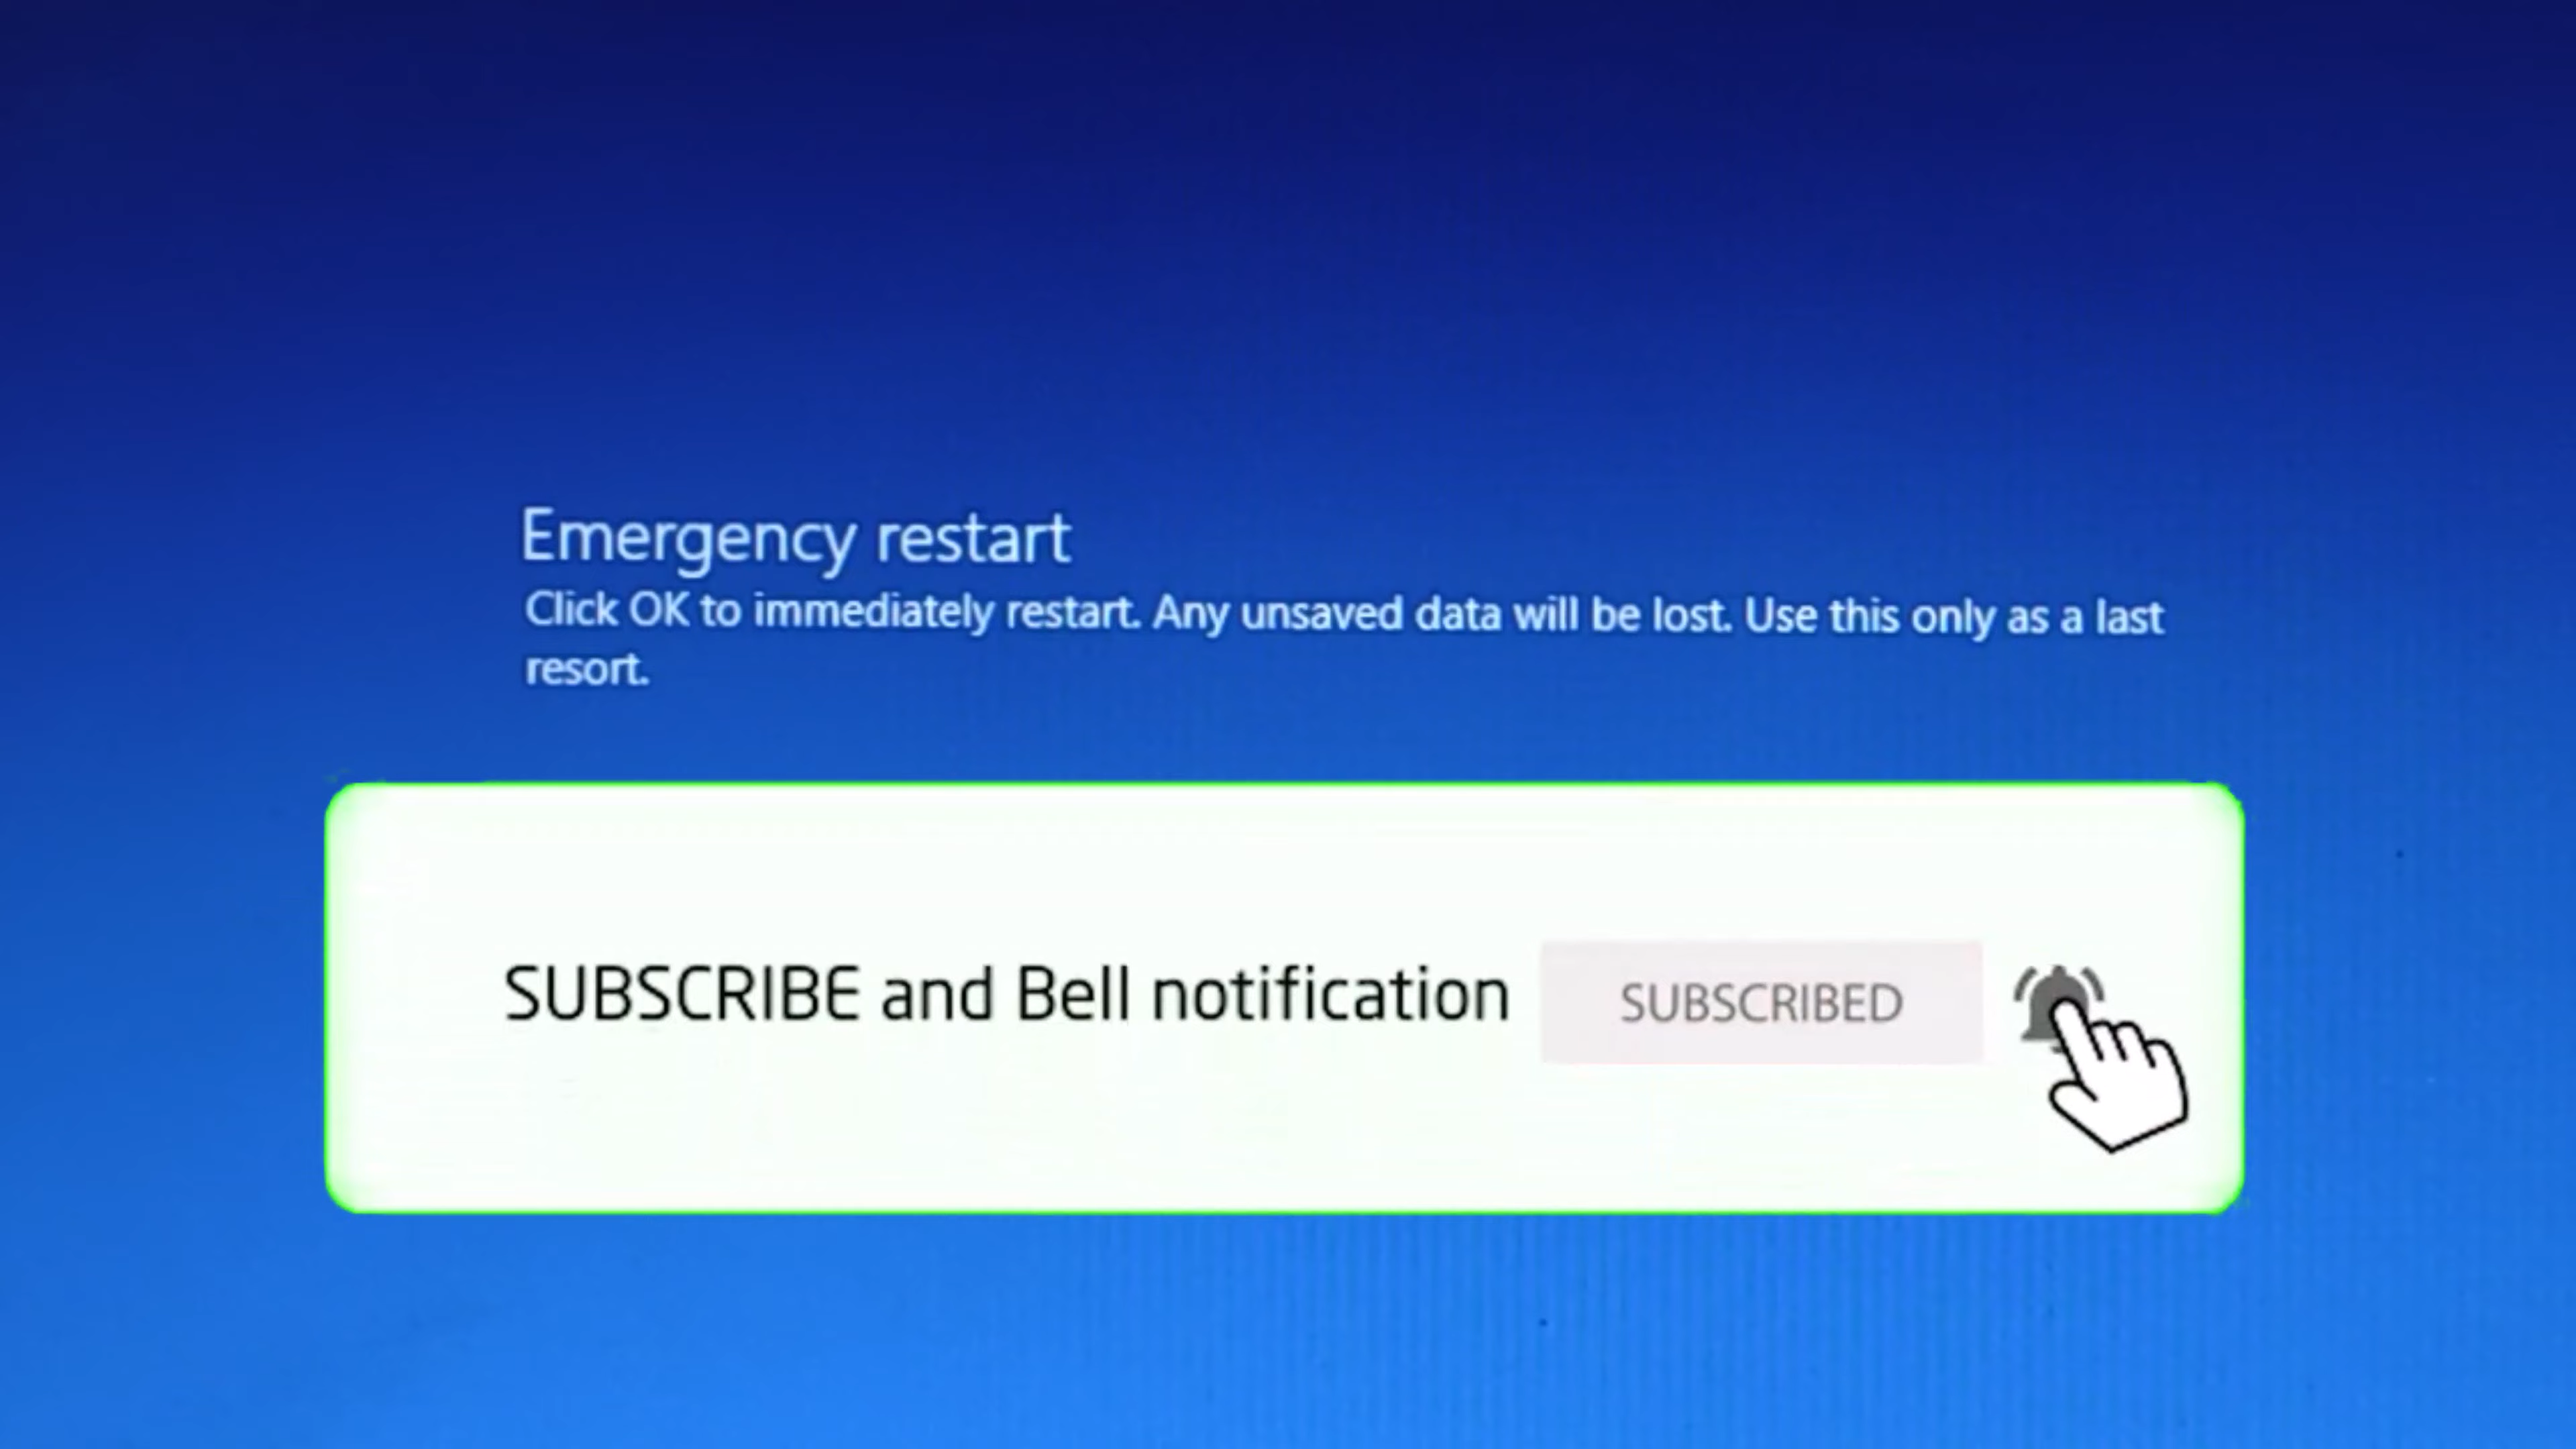 Emergency restart
Click OK to immediately restart. Any unsaved data will be lost. Use this only as a last
resort.
SUBSCRIBE and Bell notification SUBSCRIBED